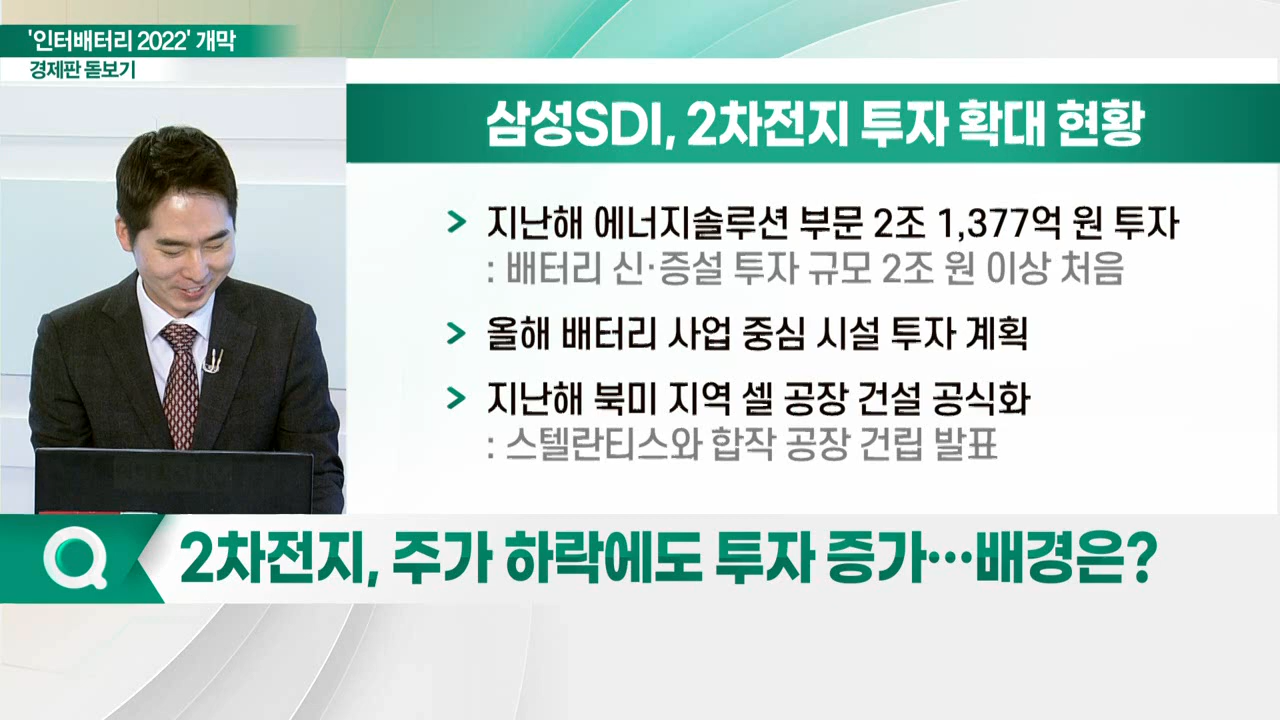 '인터배터리 2022' 개막
경제판 돋보기
삼성SDI, 2차전지 투자 확대 현황
> 지난해 에너지솔루션 부문 2조 1,377억 원 투자
: 배터리 신·증설 투자 규모 2조 원 이상 처음
> 올해 배터리 사업 중심 시설 투자 계획
> 지난해 북미 지역 셀 공장 건설 공식화
: 스텔란티스와 합작 공장 건립 발표
2차전지, 주가 하락에도 투자 증가…배경은?